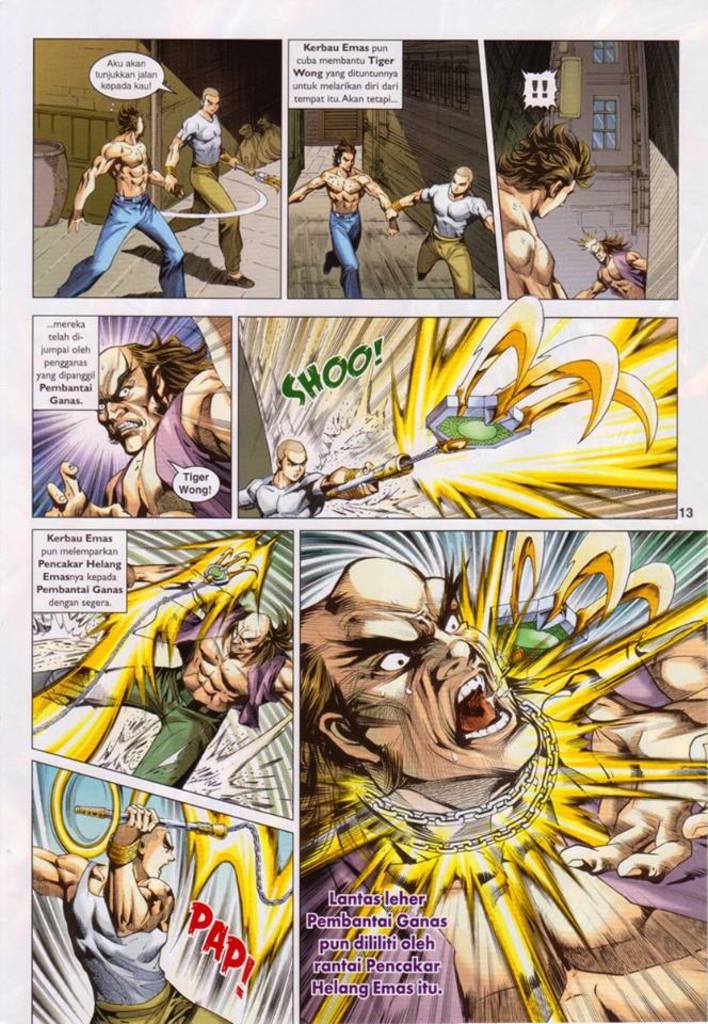 Aku akan
tunjukkan jalan
kepada kau!
Kerbau Emas pun
cuba membantu Tiger
Wong yang dituntunnya
untuk melarikan diri dari
tempat itu. Akan tetapi...
!!
...mereka
telah di-
jumpai oleh
pengganas
yang dipanggil
Pembantai
Ganas.
Tiger
Wong!
SHOO!
13
Kerbau Emas
pun melemparkan
Pencakar Helang
Emasnya kepada
Pembantai Ganas
dengan segera.
PAP!
Lantas leher
Pembantai Ganas
pun dililiti oleh
rantai Pencakar
Helang Emas itu.